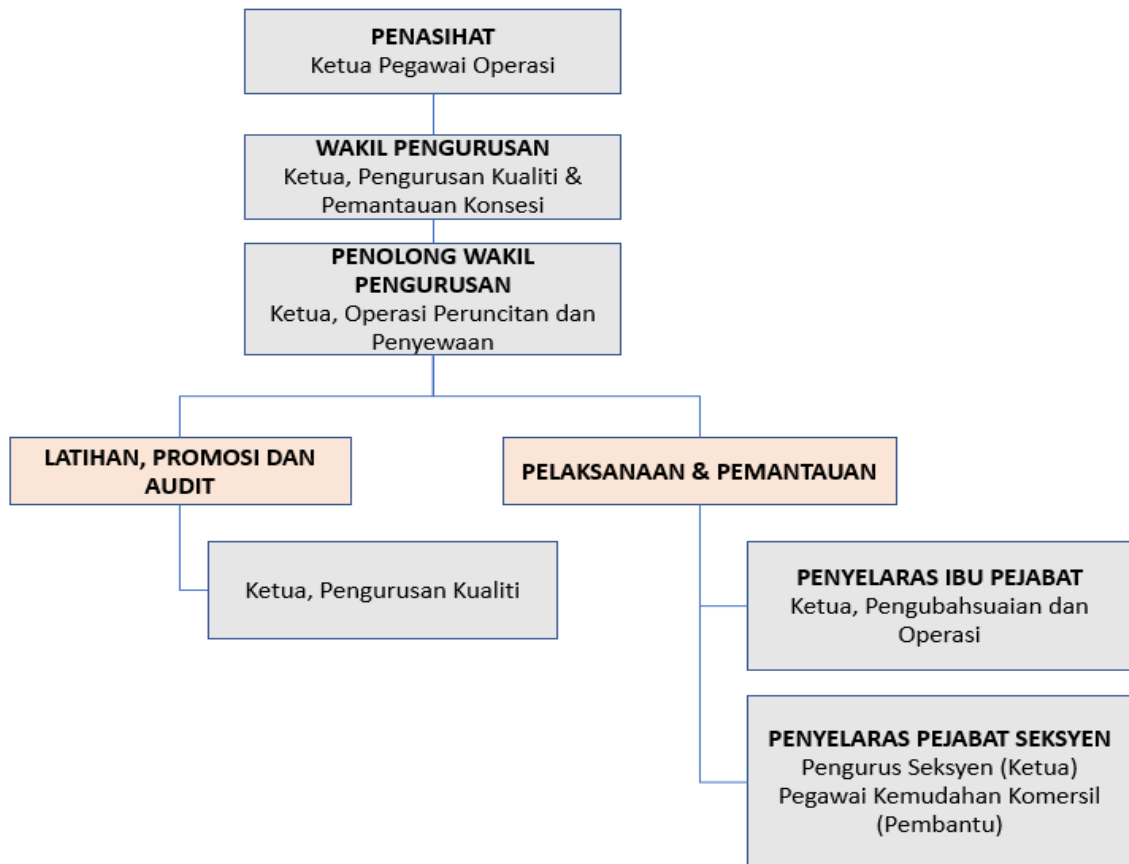 PENASIHAT
Ketua Pegawai Operasi
WAKIL PENGURUSAN
Ketua, Pengurusan Kualiti &
Pemantauan Konsesi
PENOLONG WAKIL
PENGURUSAN
Ketua, Operasi Peruncitan dan
Penyewaan
LATIHAN, PROMOSI DAN
AUDIT
Ketua, Pengurusan Kualiti
PELAKSANAAN & PEMANTAUAN
PENYELARAS IBU PEJABAT
Ketua, Pengubahsuaian dan
Operasi
PENYELARAS PEJABAT SEKSYEN
Pengurus Seksyen (Ketua)
Pegawai Kemudahan Komersil
(Pembantu)